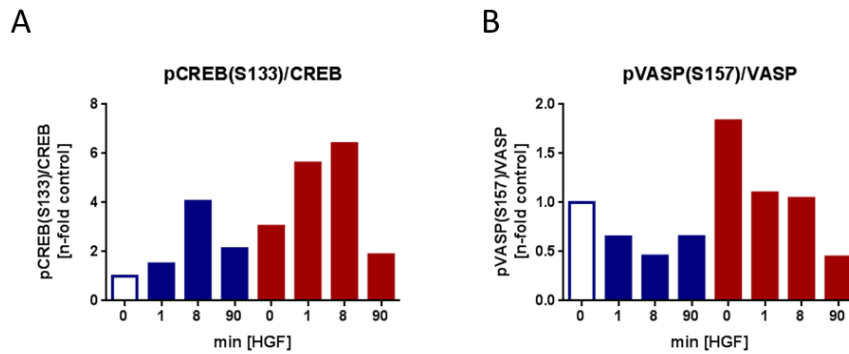 A
pCREB(S133)/CREB
pCREB(S133)/CREB
[n-fold control]
8
6
4
2
0
0 1 8 90 0 1 8 90
min [HGF]
B
pVASP(S157)/VASP
pVASP(S157)/VASP
[n-fold control]
2.0
1.5
1.0
0.5
0.0
0 1 8 90 0 1 8 90
min [HGF]